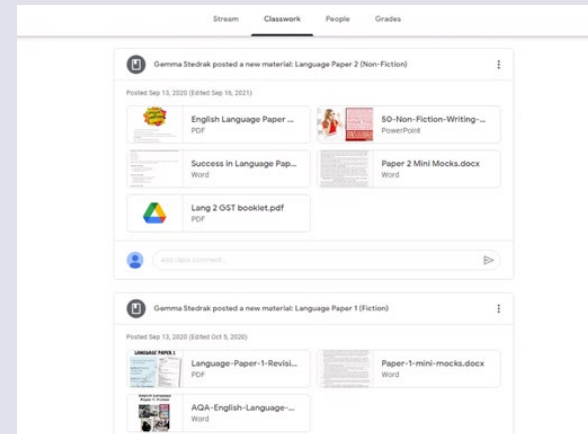 Stream Classwork People Grades
Gemma Stedrak posted a new material: Language Paper 2 (Non-Fiction)
Posted Sep 13, 2020 (Edited Sep 16, 2021)
English Language Paper ...
PDF
50-Non-Fiction-Writing-...
PowerPoint
Success in Language Pap...
Word
Paper 2 Mini Mocks.docx
Word
Lang 2 GST booklet.pdf
PDF
Add class comment...
Gemma Stedrak posted a new material: Language Paper 1 (Fiction)
Posted Sep 13, 2020 (Edited Oct 5, 2020)
LANGUAGE PAPER 1
Language-Paper-1-Revisi...
PDF
Paper-1-mini-mocks.docx
Word
AQA-English-Language-...
Word